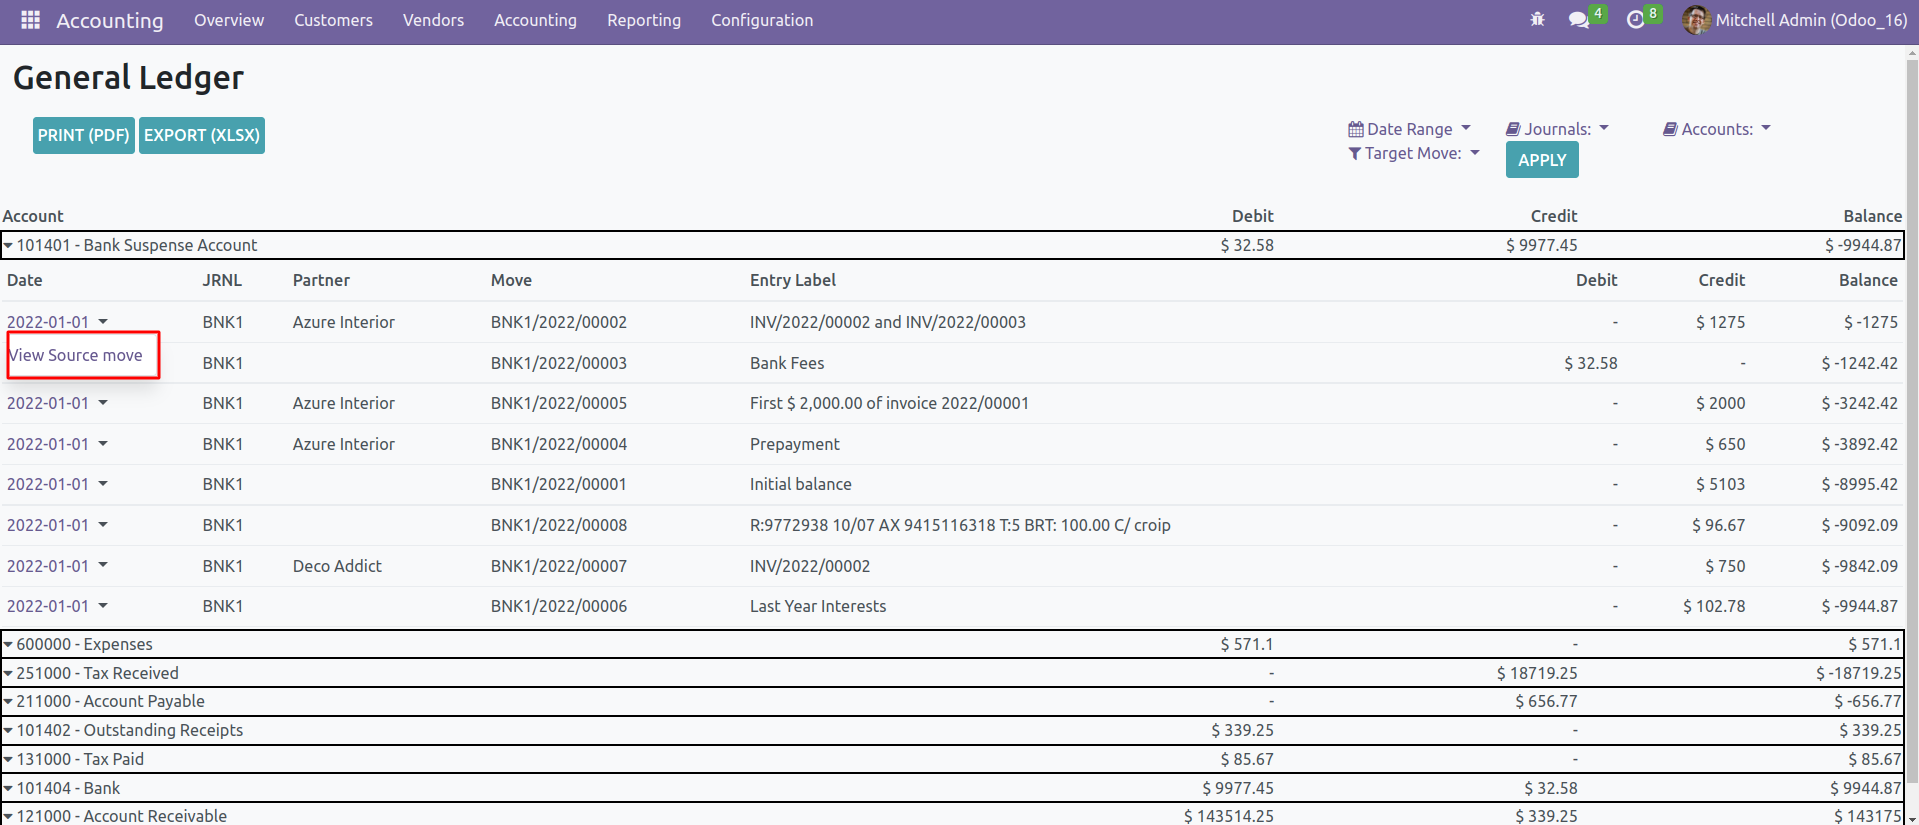 Accounting Overview Customers Vendors Accounting Reporting Configuration 4 8 Mitchell Admin (Odoo_16)
General Ledger
PRINT (PDF) EXPORT (XLSX)
Date Range Journals: Accounts:
Target Move: APPLY
Account Debit Credit Balance
101401 - Bank Suspense Account $ 32.58 $ 9977.45 $ -9944.87
Date JRNL Partner Move Entry Label Debit Credit Balance
2022-01-01 BNK1 Azure Interior BNK1/2022/00002 INV/2022/00002 and INV/2022/00003 - $ 1275 $ -1275
View Source move BNK1 BNK1/2022/00003 Bank Fees $ 32.58 - $ -1242.42
2022-01-01 BNK1 Azure Interior BNK1/2022/00005 First $ 2,000.00 of invoice 2022/00001 - $ 2000 $ -3242.42
2022-01-01 BNK1 Azure Interior BNK1/2022/00004 Prepayment - $ 650 $ -3892.42
2022-01-01 BNK1 BNK1/2022/00001 Initial balance - $ 5103 $ -8995.42
2022-01-01 BNK1 BNK1/2022/00008 R:9772938 10/07 AX 9415116318 T:5 BRT: 100.00 C/ croip - $ 96.67 $ -9092.09
2022-01-01 BNK1 Deco Addict BNK1/2022/00007 INV/2022/00002 - $ 750 $ -9842.09
2022-01-01 BNK1 BNK1/2022/00006 Last Year Interests - $ 102.78 $ -9944.87
600000 - Expenses $ 571.1 - $ 571.1
251000 - Tax Received - $ 18719.25 $ -18719.25
211000 - Account Payable - $ 656.77 $ -656.77
101402 - Outstanding Receipts $ 339.25 - $ 339.25
131000 - Tax Paid $ 85.67 - $ 85.67
101404 - Bank $ 9977.45 $ 32.58 $ 9944.87
121000 - Account Receivable $ 143514.25 $ 339.25 $ 143175